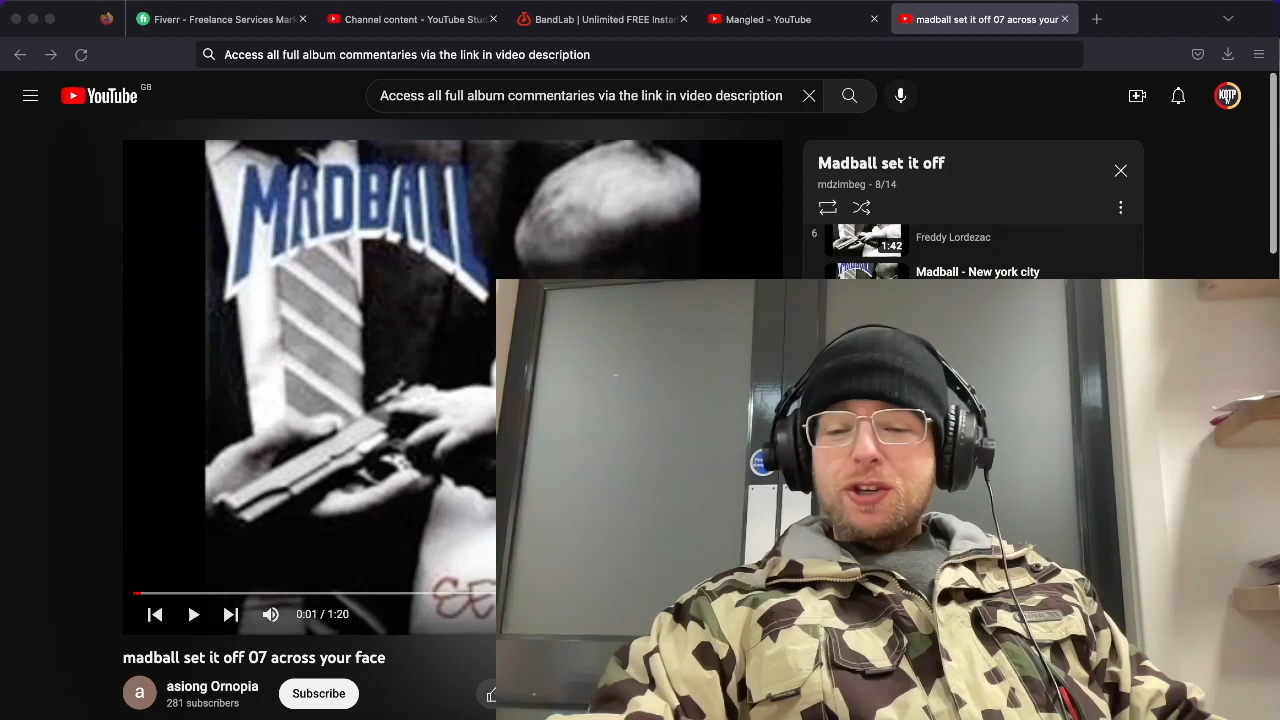 Fiverr - Freelance Services Mark
Channel content - YouTube Stud
BandLab | Unlimited FREE Instan
Mangled - YouTube
madball set it off 07 across your
Access all full album commentaries via the link in video description
YouTube
GB
Access all full album commentaries via the link in video description
KQTP
MADBALL
Madball set it off
mdzimbeg - 8/14
6
1:42
Freddy Lordezac
Madball - New york city
0:01 / 1:20
madball set it off 07 across your face
a
asiong Ornopia
281 subscribers
Subscribe